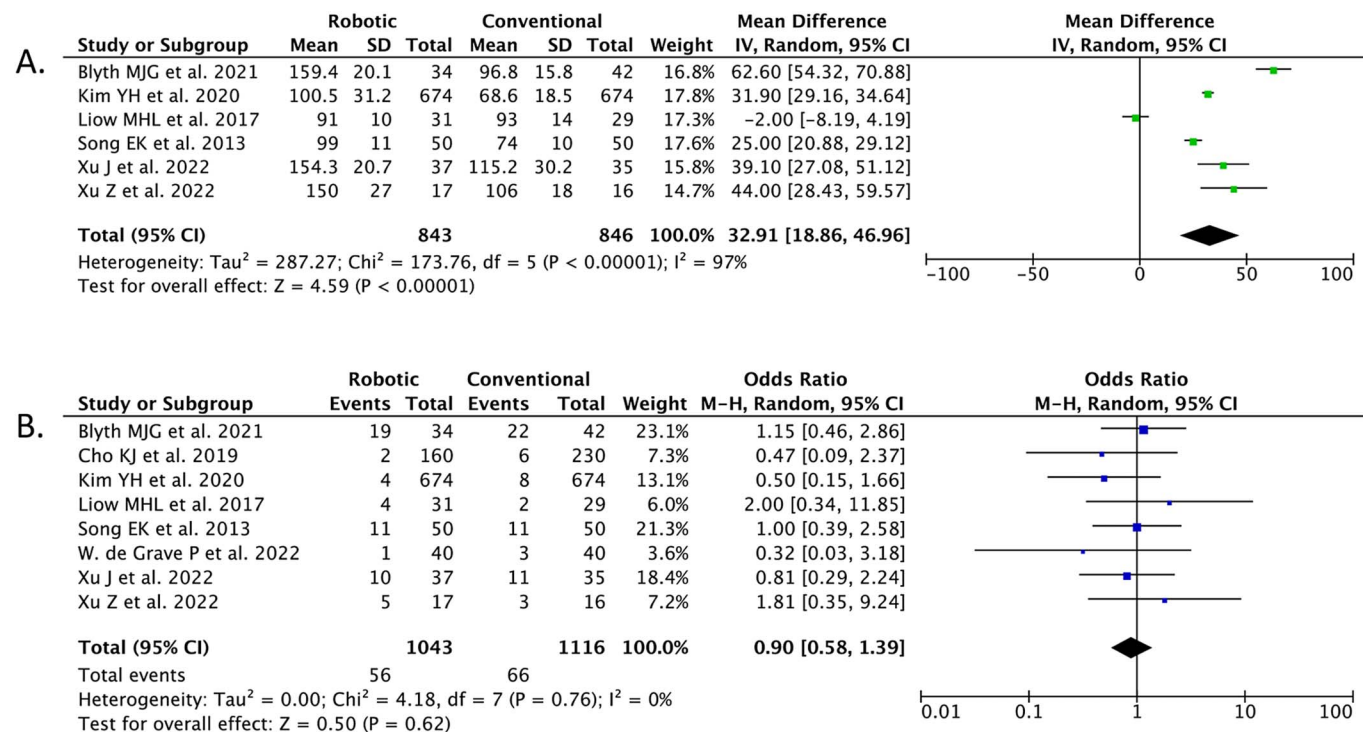 A.
Robotic Conventional Mean Difference Mean Difference
Study or Subgroup Mean SD Total Mean SD Total Weight IV, Random, 95% CI IV, Random, 95% CI
Blyth MJG et al. 2021 159.4 20.1 34 96.8 15.8 42 16.8% 62.60 [54.32, 70.88]
Kim YH et al. 2020 100.5 31.2 674 68.6 18.5 674 17.8% 31.90 [29.16, 34.64]
Liow MHL et al. 2017 91 10 31 93 14 29 17.3% -2.00 [-8.19, 4.19]
Song EK et al. 2013 99 11 50 74 10 50 17.6% 25.00 [20.88, 29.12]
Xu J et al. 2022 154.3 20.7 37 115.2 30.2 35 15.8% 39.10 [27.08, 51.12]
Xu Z et al. 2022 150 27 17 106 18 16 14.7% 44.00 [28.43, 59.57]
Total (95% CI) 843 846 100.0% 32.91 [18.86, 46.96]
Heterogeneity: Tau² = 287.27; Chi² = 173.76, df = 5 (P < 0.00001); I² = 97%
Test for overall effect: Z = 4.59 (P < 0.00001)
-100 -50 0 50 100
B.
Robotic Conventional Odds Ratio Odds Ratio
Study or Subgroup Events Total Events Total Weight M-H, Random, 95% CI M-H, Random, 95% CI
Blyth MJG et al. 2021 19 34 22 42 23.1% 1.15 [0.46, 2.86]
Cho KJ et al. 2019 2 160 6 230 7.3% 0.47 [0.09, 2.37]
Kim YH et al. 2020 4 674 8 674 13.1% 0.50 [0.15, 1.66]
Liow MHL et al. 2017 4 31 2 29 6.0% 2.00 [0.34, 11.85]
Song EK et al. 2013 11 50 11 50 21.3% 1.00 [0.39, 2.58]
W. de Grave P et al. 2022 1 40 3 40 3.6% 0.32 [0.03, 3.18]
Xu J et al. 2022 10 37 11 35 18.4% 0.81 [0.29, 2.24]
Xu Z et al. 2022 5 17 3 16 7.2% 1.81 [0.35, 9.24]
Total (95% CI) 1043 1116 100.0% 0.90 [0.58, 1.39]
Total events 56 66
Heterogeneity: Tau² = 0.00; Chi² = 4.18, df = 7 (P = 0.76); I² = 0%
Test for overall effect: Z = 0.50 (P = 0.62)
0.01 0.1 1 10 100